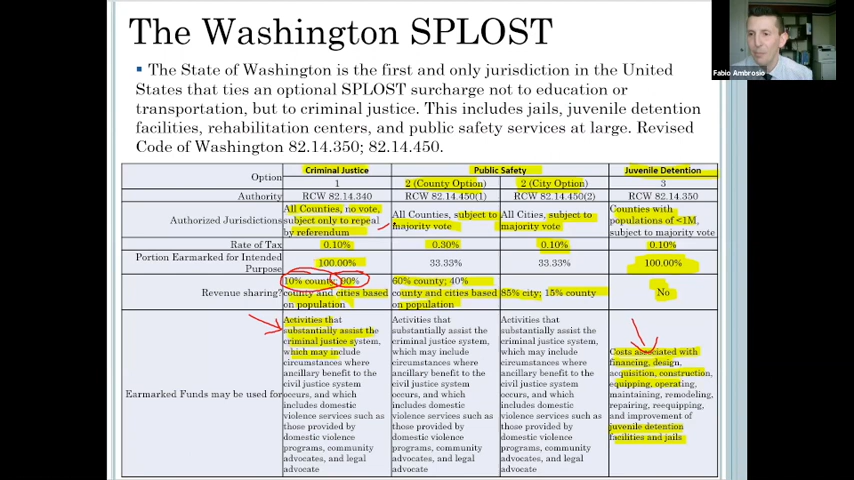 The Washington SPLOST
Fabio Ambrosio
▪ The State of Washington is the first and only jurisdiction in the United
States that ties an optional SPLOST surcharge not to education or
transportation, but to criminal justice. This includes jails, juvenile detention
facilities, rehabilitation centers, and public safety services at large. Revised
Code of Washington 82.14.350; 82.14.450.
Option
Criminal Justice
Public Safety
Juvenile Detention
1
2 (County Option)
2 (City Option)
3
Authority
RCW 82.14.340
RCW 82.14.450(1)
RCW 82.14.450(2)
RCW 82.14.350
Authorized Jurisdictions
All Counties, no vote,
subject only to repeal
by referendum
All Counties, subject to
majority vote
All Cities, subject to
majority vote
Counties with
populations of <1M,
subject to majority vote
Rate of Tax
0.10%
0.30%
0.10%
0.10%
Portion Earmarked for Intended
Purpose
100.00%
33.33%
33.33%
100.00%
Revenue sharing?
10% county; 90%
county and cities based
on population
60% county; 40%
county and cities based
on population
85% city; 15% county
No
Earmarked Funds may be used for
Activities that
substantially assist the
criminal justice system,
which may include
circumstances where
ancillary benefit to the
civil justice system
occurs, and which
includes domestic
violence services such as
those provided by
domestic violence
programs, community
advocates, and legal
advocate
Activities that
substantially assist the
criminal justice system,
which may include
circumstances where
ancillary benefit to the
civil justice system
occurs, and which
includes domestic
violence services such as
those provided by
domestic violence
programs, community
advocates, and legal
advocate
Activities that
substantially assist the
criminal justice system,
which may include
circumstances where
ancillary benefit to the
civil justice system
occurs, and which
includes domestic
violence services such as
those provided by
domestic violence
programs, community
advocates, and legal
advocate
Costs associated with
financing, design,
acquisition, construction,
equipping, operating,
maintaining, remodeling,
repairing, reequipping,
and improvement of
juvenile detention
facilities and jails